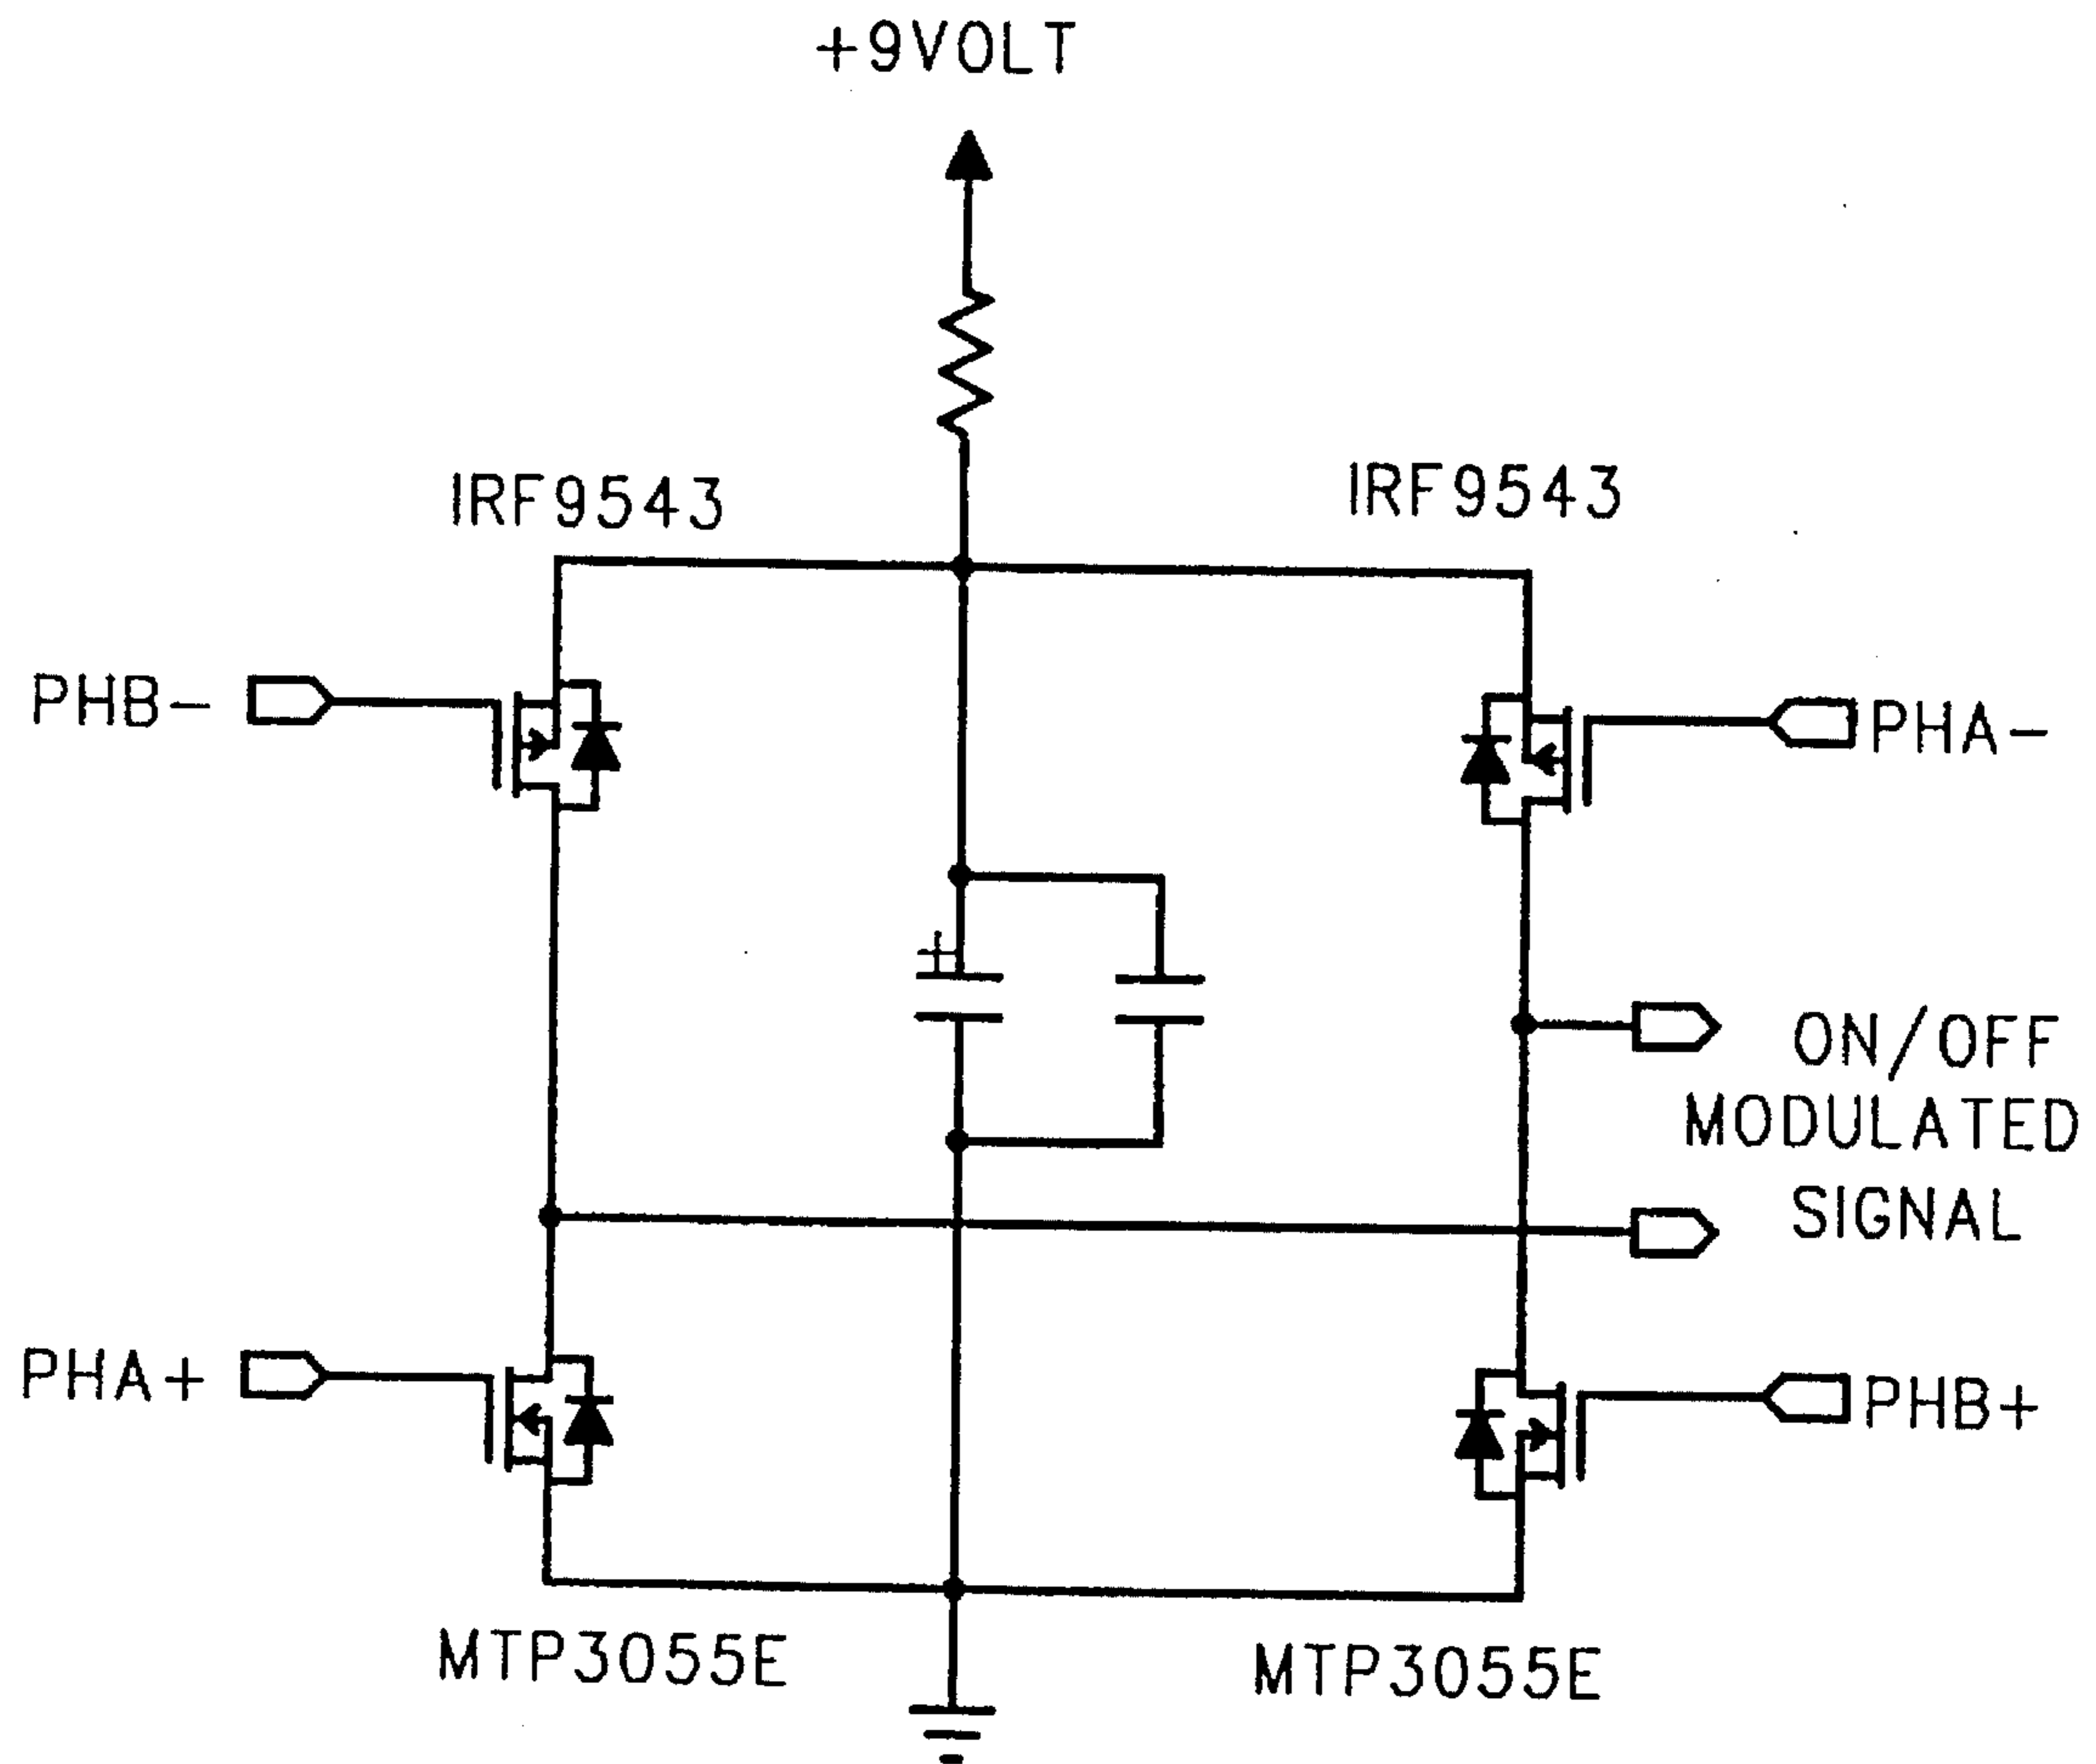 +9VOLT
IRF9543
IRF9543
PHB-
PHA-
+
ON/OFF
MODULATED
SIGNAL
PHA+
PHB+
MTP3055E
MTP3055E